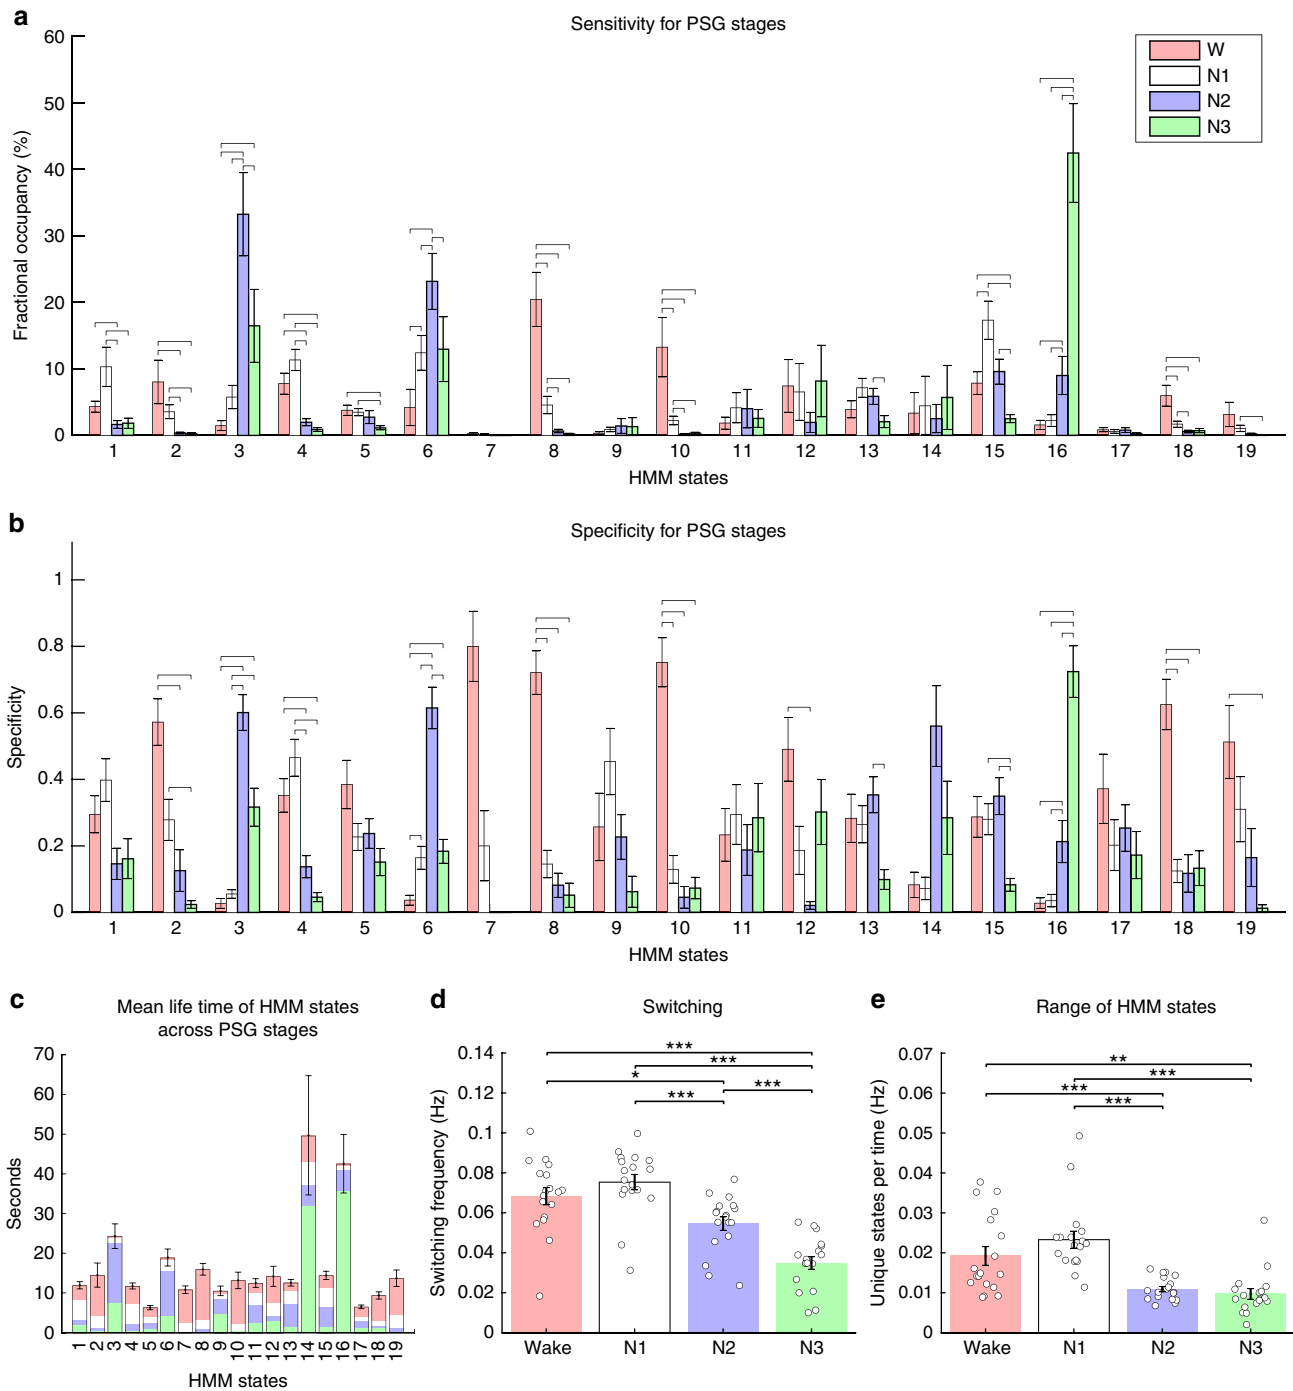 a
Sensitivity for PSG stages
60
50
40
30
20
10
0
Fractional occupancy (%)
W
N1
N2
N3
1 2 3 4 5 6 7 8 9 10 11 12 13 14 15 16 17 18 19
HMM states
b
Specificity for PSG stages
1
0.8
0.6
0.4
0.2
0
Specificity
1 2 3 4 5 6 7 8 9 10 11 12 13 14 15 16 17 18 19
HMM states
c
Mean life time of HMM states
across PSG stages
70
60
50
40
30
20
10
0
Seconds
1 2 3 4 5 6 7 8 9 10 11 12 13 14 15 16 17 18 19
HMM states
d
Switching
0.14
0.12
0.1
0.08
0.06
0.04
0.02
0
Switching frequency (Hz)
***
***
*
***
***
Wake N1 N2 N3
e
Range of HMM states
0.07
0.06
0.05
0.04
0.03
0.02
0.01
0
Unique states per time (Hz)
**
***
***
***
Wake N1 N2 N3